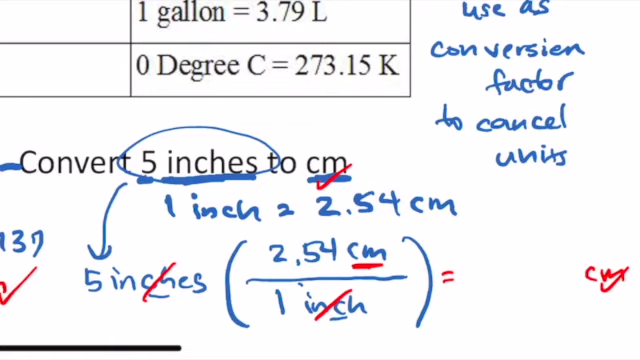 1 gallon = 3.79 L
0 Degree C = 273.15 K
use as
conversion
factor
to cancel
units
Convert 5 inches to cm
1 inch = 2.54 cm
137
5 inches ( 2.54 cm
1 inch ) = cm